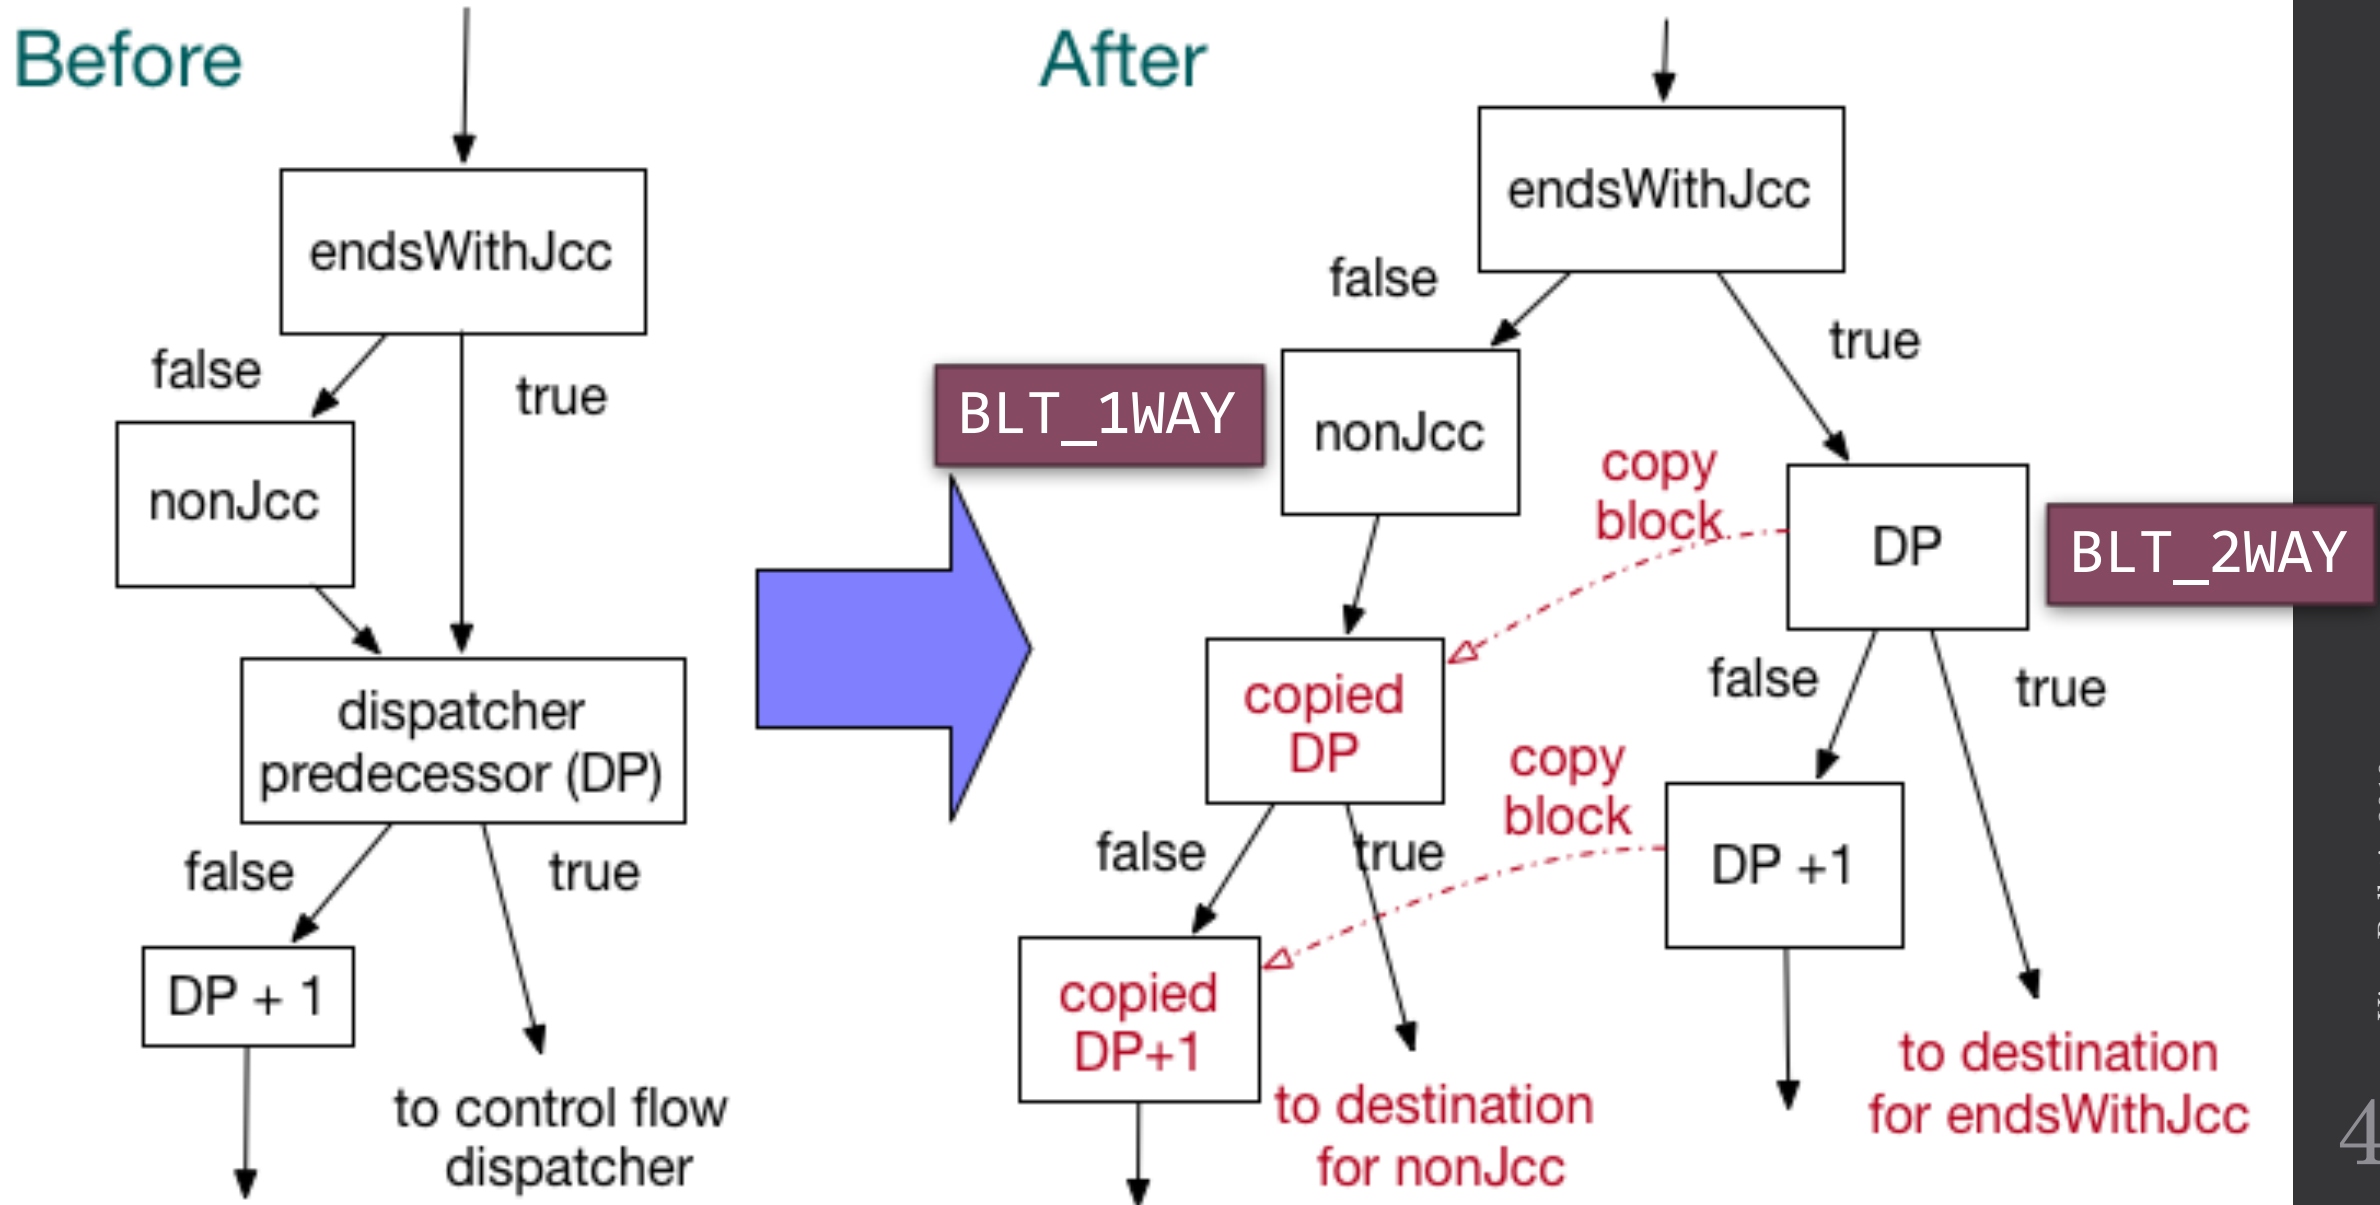 Before
endsWithJcc
false
true
nonJcc
dispatcher
predecessor (DP)
false
true
DP + 1
to control flow
dispatcher
After
endsWithJcc
false
true
BLT_1WAY
nonJcc
copy
block
DP
BLT_2WAY
copied
DP
false
true
copy
block
false
true
DP +1
copied
DP+1
to destination
for nonJcc
to destination
for endsWithJcc
4